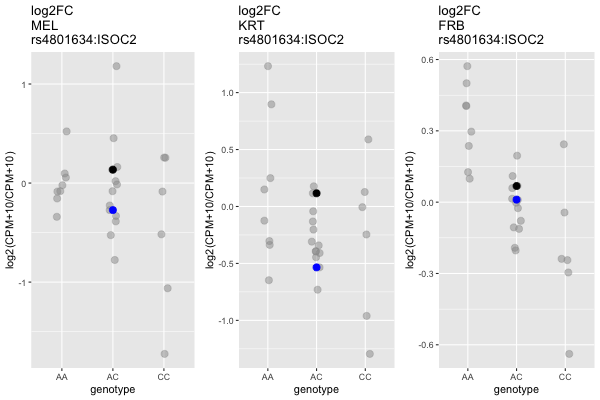 log2FC
MEL
rs4801634:ISOC2
log2(CPM+10/CPM+10)
1
0
-1
AA AC CC
genotype
log2FC
KRT
rs4801634:ISOC2
log2(CPM+10/CPM+10)
1.0
0.5
0.0
-0.5
-1.0
AA AC CC
genotype
log2FC
FRB
rs4801634:ISOC2
log2(CPM+10/CPM+10)
0.6
0.3
0.0
-0.3
-0.6
AA AC CC
genotype